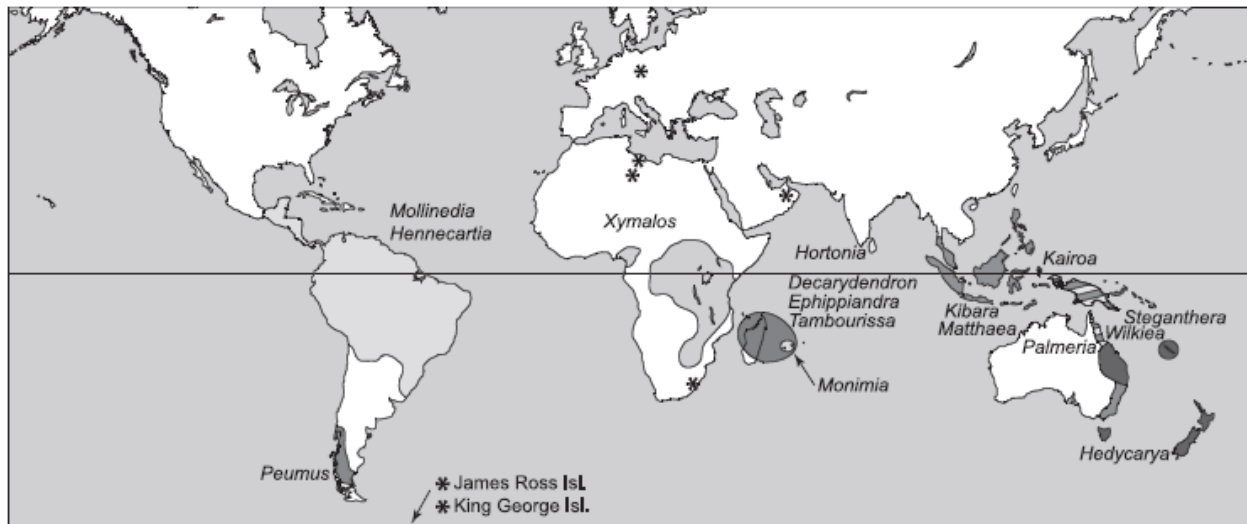 Mollinedia
Hennecartia
Xymalos
Hortonia
Kairoa
Decarydendron
Ephippiandra
Tambourissa
Kibara
Matthaea
Steganthera
Wilkiea
Palmeria
Monimia
Hedycarya
Peumus
* James Ross Isl.
* King George Isl.